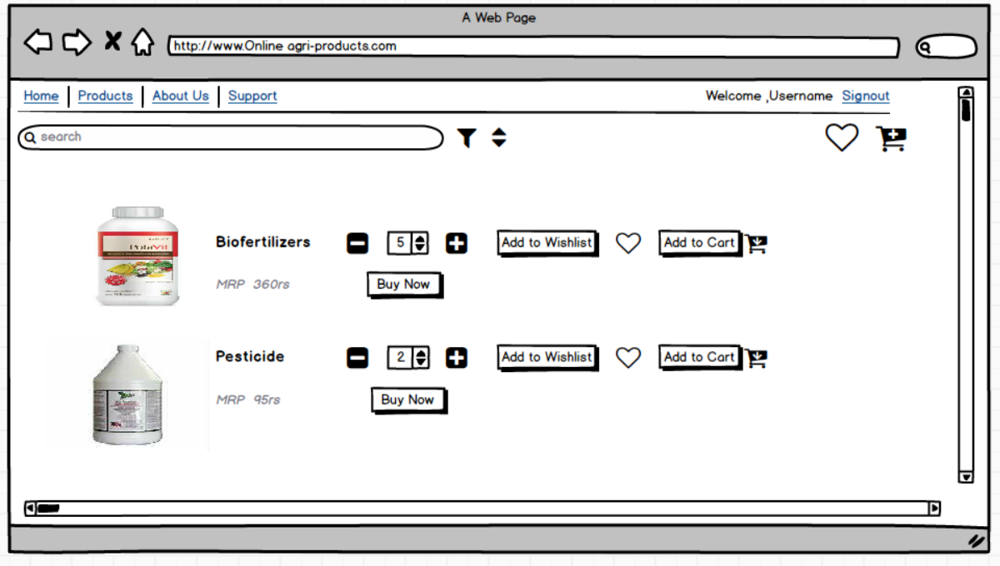 A Web Page
http://www.Online agri-products.com
Home Products About Us Support Welcome ,Username Signout
search
PotaVit
Biofertilizers 5 Add to Wishlist Add to Cart
MRP 360rs Buy Now
Pesticide 2 Add to Wishlist Add to Cart
MRP 95rs Buy Now